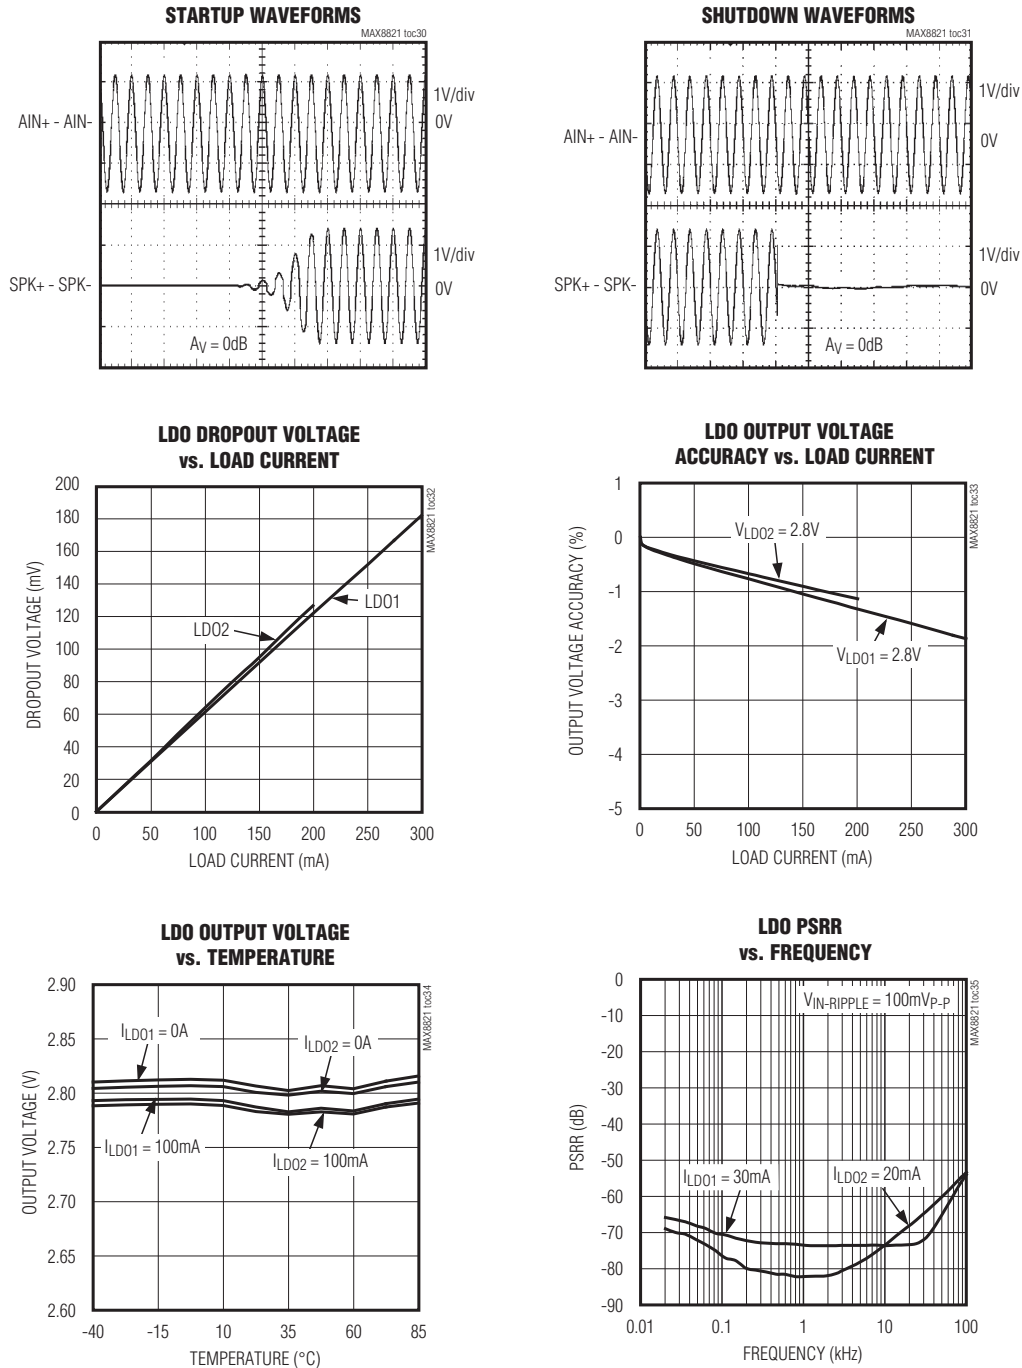 STARTUP WAVEFORMS
MAX8821 toc30
1V/div
AIN+ - AIN-
0V
1V/div
SPK+ - SPK-
0V
AV = 0dB
SHUTDOWN WAVEFORMS
MAX8821 toc31
1V/div
AIN+ - AIN-
0V
1V/div
SPK+ - SPK-
0V
AV = 0dB
LDO DROPOUT VOLTAGE
vs. LOAD CURRENT
MAX8821 toc32
DROPOUT VOLTAGE (mV)
200
180
160
140
120
100
80
60
40
20
0
LDO1
LDO2
0 50 100 150 200 250 300
LOAD CURRENT (mA)
LDO OUTPUT VOLTAGE
ACCURACY vs. LOAD CURRENT
MAX8821 toc33
OUTPUT VOLTAGE ACCURACY (%)
1
0
-1
-2
-3
-4
-5
VLDO2 = 2.8V
VLDO1 = 2.8V
0 50 100 150 200 250 300
LOAD CURRENT (mA)
LDO OUTPUT VOLTAGE
vs. TEMPERATURE
MAX8821 toc34
OUTPUT VOLTAGE (V)
2.90
2.85
2.80
2.75
2.70
2.65
2.60
ILDO1 = 0A
ILDO2 = 0A
ILDO1 = 100mA
ILDO2 = 100mA
-40 -15 10 35 60 85
TEMPERATURE (°C)
LDO PSRR
vs. FREQUENCY
MAX8821 toc35
PSRR (dB)
0
-10
-20
-30
-40
-50
-60
-70
-80
-90
VIN-RIPPLE = 100mVP-P
ILDO1 = 30mA
ILDO2 = 20mA
0.01 0.1 1 10 100
FREQUENCY (kHz)